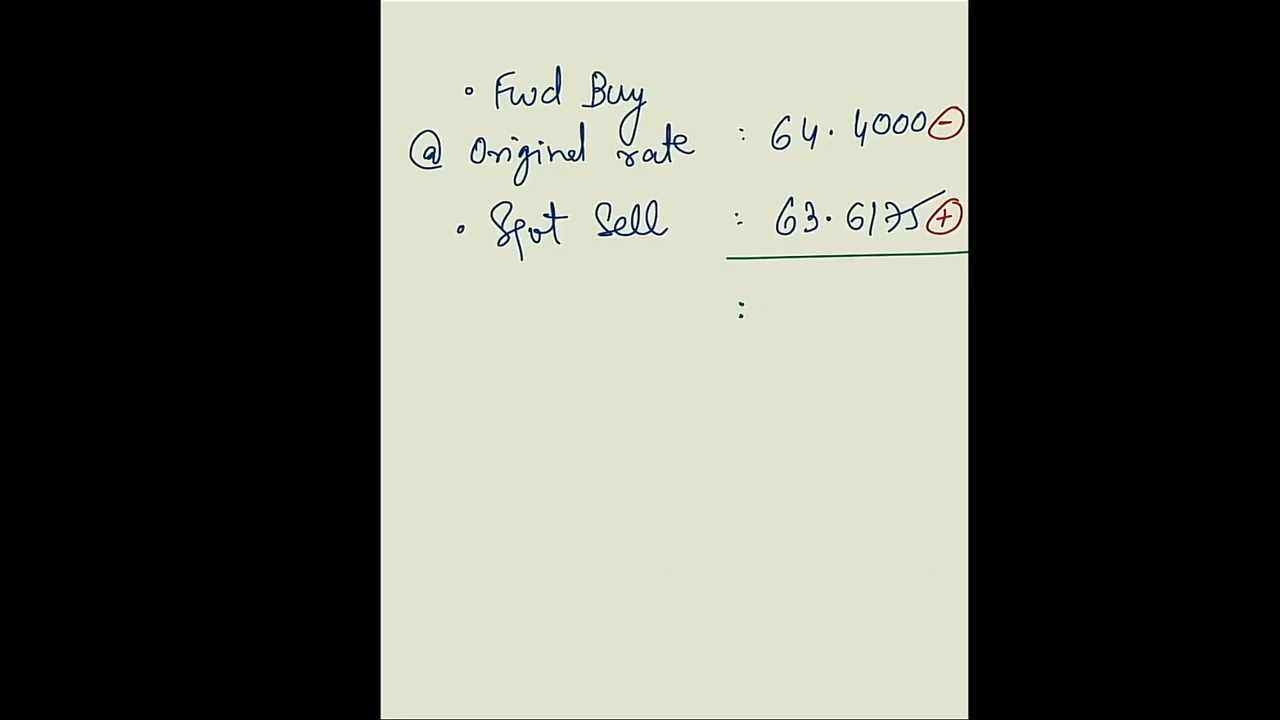 • Fwd Buy
@ Original rate : 64.4000 -
• Spot Sell : 63.6175 +
: